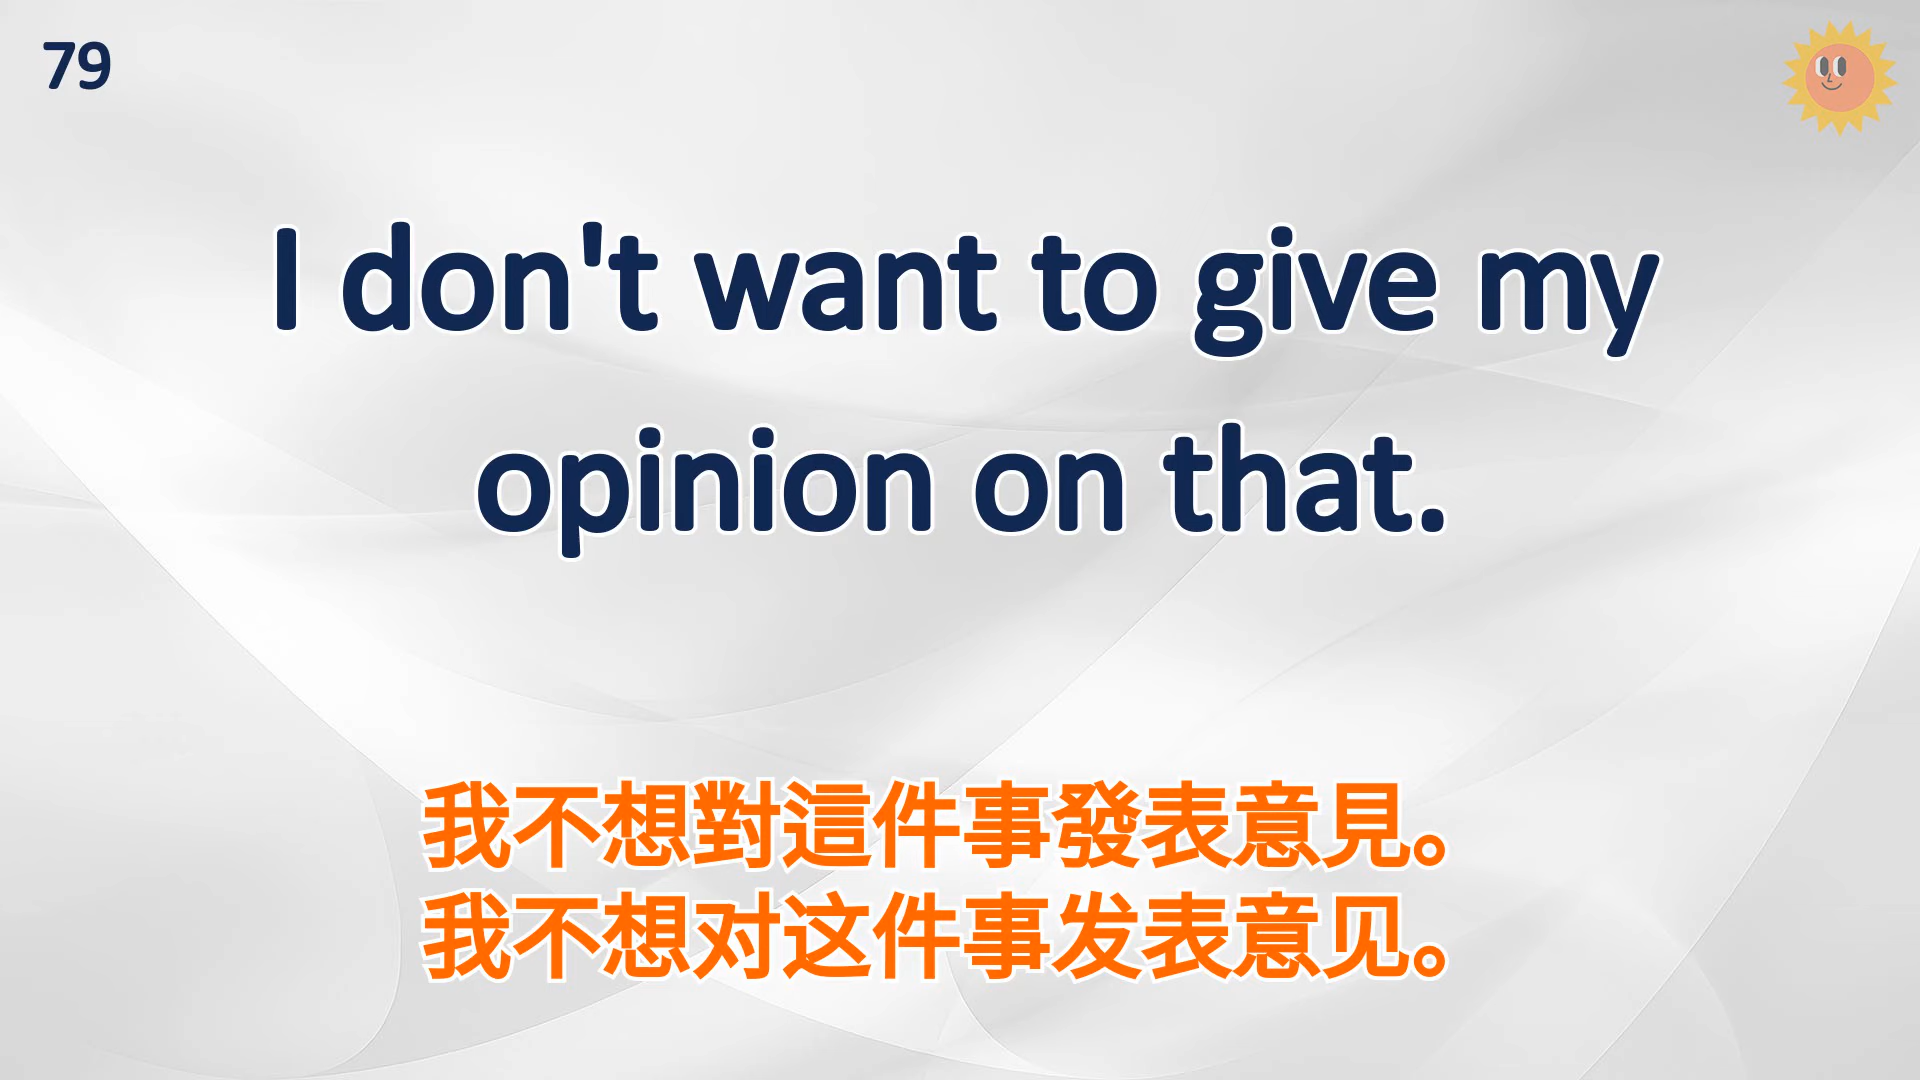 79
I don't want to give my
opinion on that.
我不想對這件事發表意見。
我不想对这件事发表意见。